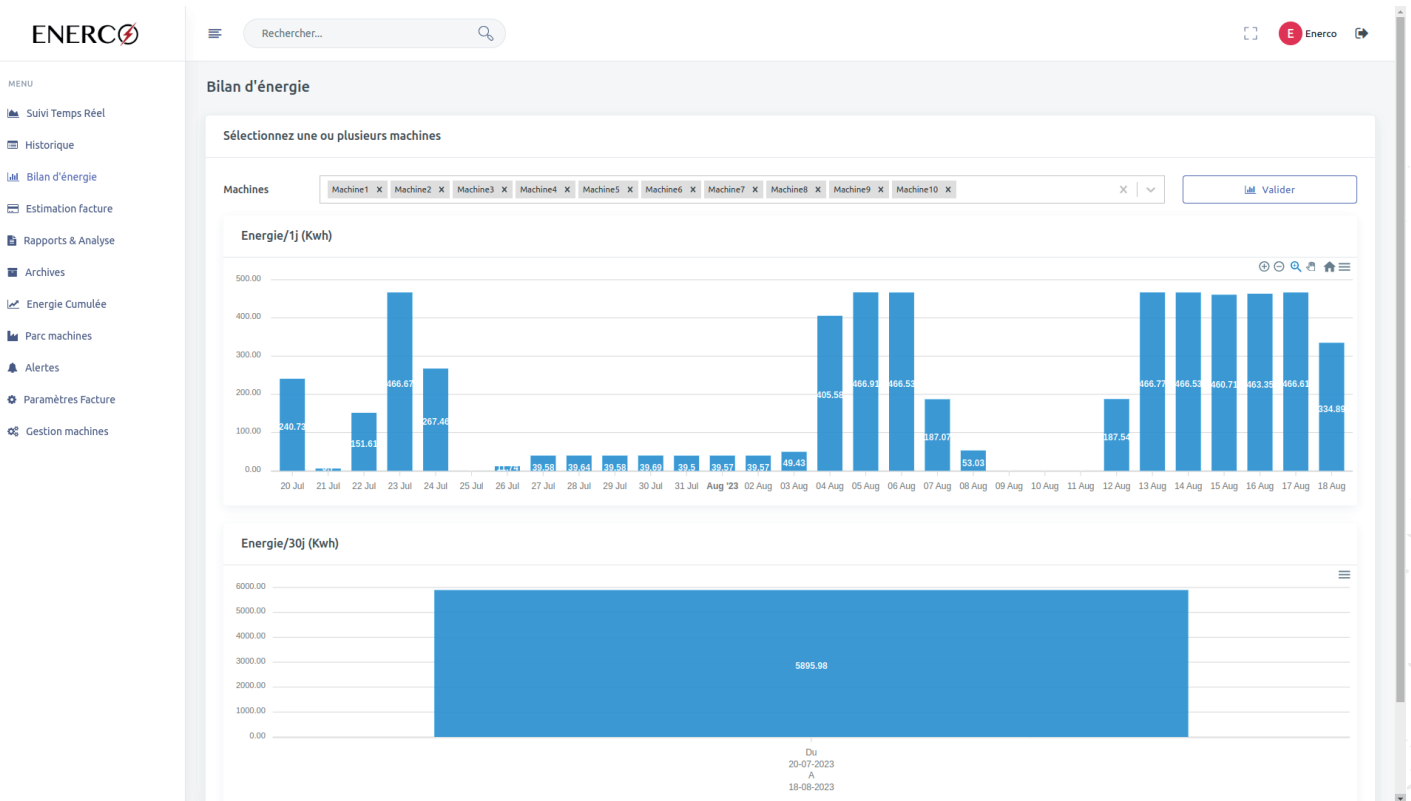 ENERCO
Rechercher...
E Enerco
MENU
Suivi Temps Réel
Historique
Bilan d'énergie
Estimation facture
Rapports & Analyse
Archives
Energie Cumulée
Parc machines
Alertes
Paramètres Facture
Gestion machines
Bilan d'énergie
Sélectionnez une ou plusieurs machines
Machines
Machine1 x Machine2 x Machine3 x Machine4 x Machine5 x Machine6 x Machine7 x Machine8 x Machine9 x Machine10 x
Valider
Energie/1j (Kwh)
500.00
400.00
300.00
200.00
100.00
0.00
240.73 151.61 466.67 267.46 11.74 39.58 39.64 39.58 39.69 39.5 39.57 39.57 49.43 405.58 466.91 466.53 187.07 53.03 187.54 466.77 466.53 460.71 463.35 466.61 334.89
20 Jul 21 Jul 22 Jul 23 Jul 24 Jul 25 Jul 26 Jul 27 Jul 28 Jul 29 Jul 30 Jul 31 Jul Aug '23 02 Aug 03 Aug 04 Aug 05 Aug 06 Aug 07 Aug 08 Aug 09 Aug 10 Aug 11 Aug 12 Aug 13 Aug 14 Aug 15 Aug 16 Aug 17 Aug 18 Aug
Energie/30j (Kwh)
6000.00
5000.00
4000.00
3000.00
2000.00
1000.00
0.00
5895.98
Du
20-07-2023
A
18-08-2023